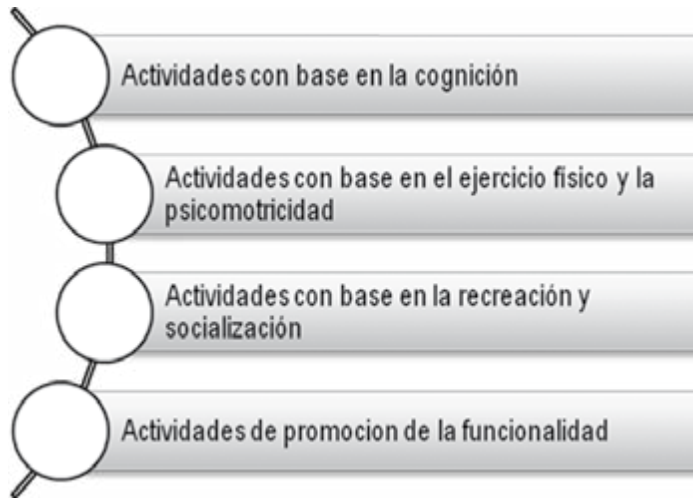 Actividades con base en la cognición
Actividades con base en el ejercicio físico y la
psicomotricidad
Actividades con base en la recreación y
socialización
Actividades de promocion de la funcionalidad